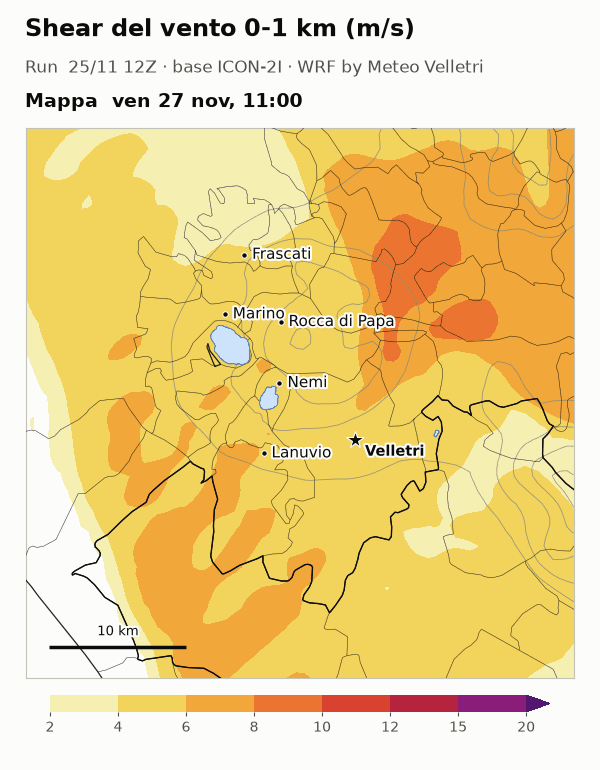 Shear del vento 0-1 km (m/s)
Run  25/11 12Z · base ICON-2I · WRF by Meteo Velletri
Mappa  ven 27 nov, 11:00
Frascati
Marino
Rocca di Papa
Nemi
Velletri
Lanuvio
10 km
2 4 6 8 10 12 15 20